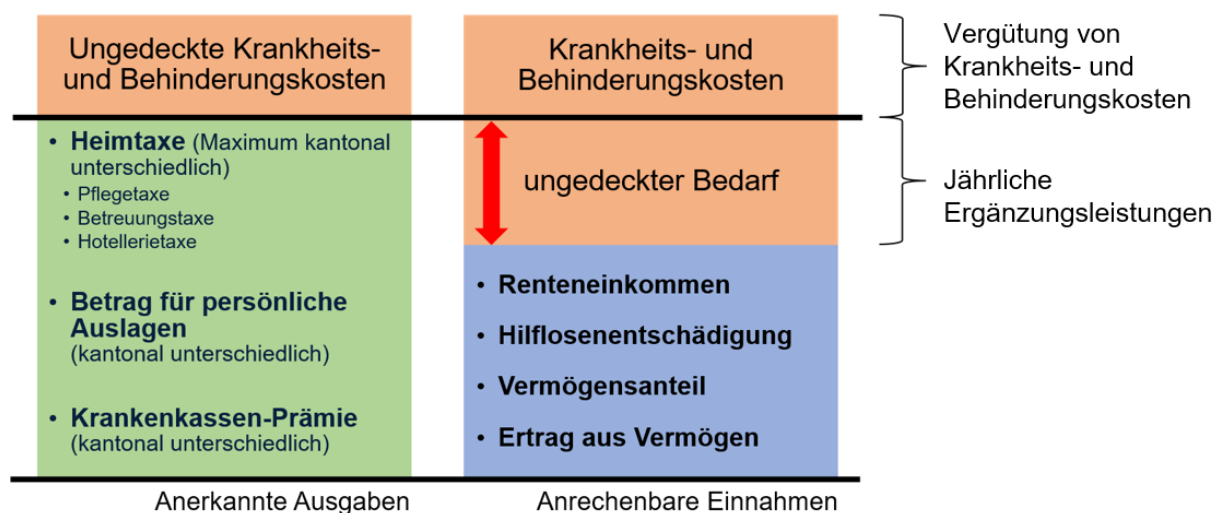 Ungedeckte Krankheits-
und Behinderungskosten
Krankheits- und
Behinderungskosten
Vergütung von
Krankheits- und
Behinderungskosten
• Heimtaxe (Maximum kantonal
unterschiedlich)
• Pflegetaxe
• Betreuungstaxe
• Hotellerietaxe
• Betrag für persönliche
Auslagen
(kantonal unterschiedlich)
• Krankenkassen-Prämie
(kantonal unterschiedlich)
ungedeckter Bedarf
Jährliche
Ergänzungsleistungen
• Renteneinkommen
• Hilflosenentschädigung
• Vermögensanteil
• Ertrag aus Vermögen
Anerkannte Ausgaben
Anrechenbare Einnahmen